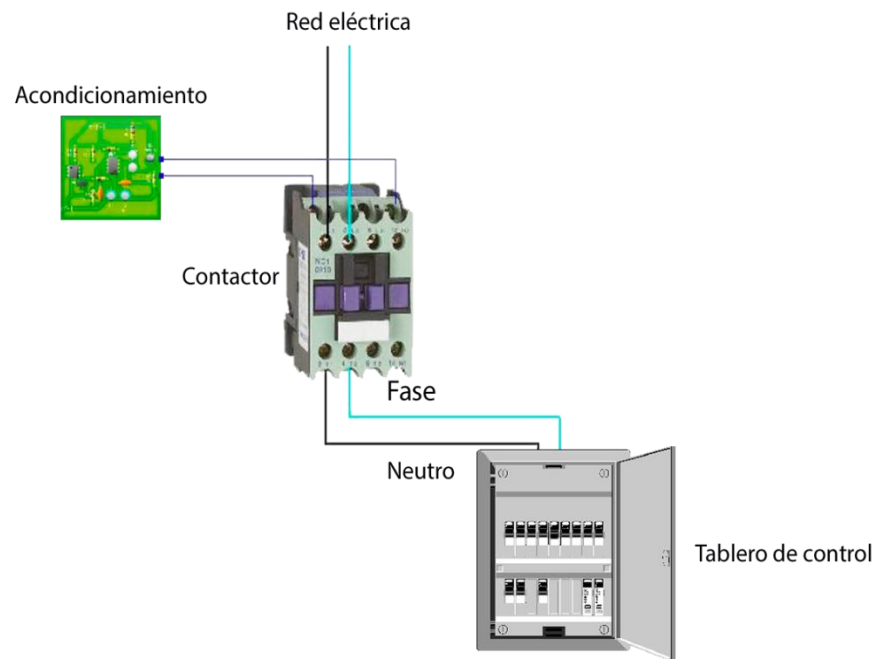 Red eléctrica
Acondicionamiento
Contactor
Fase
Neutro
Tablero de control